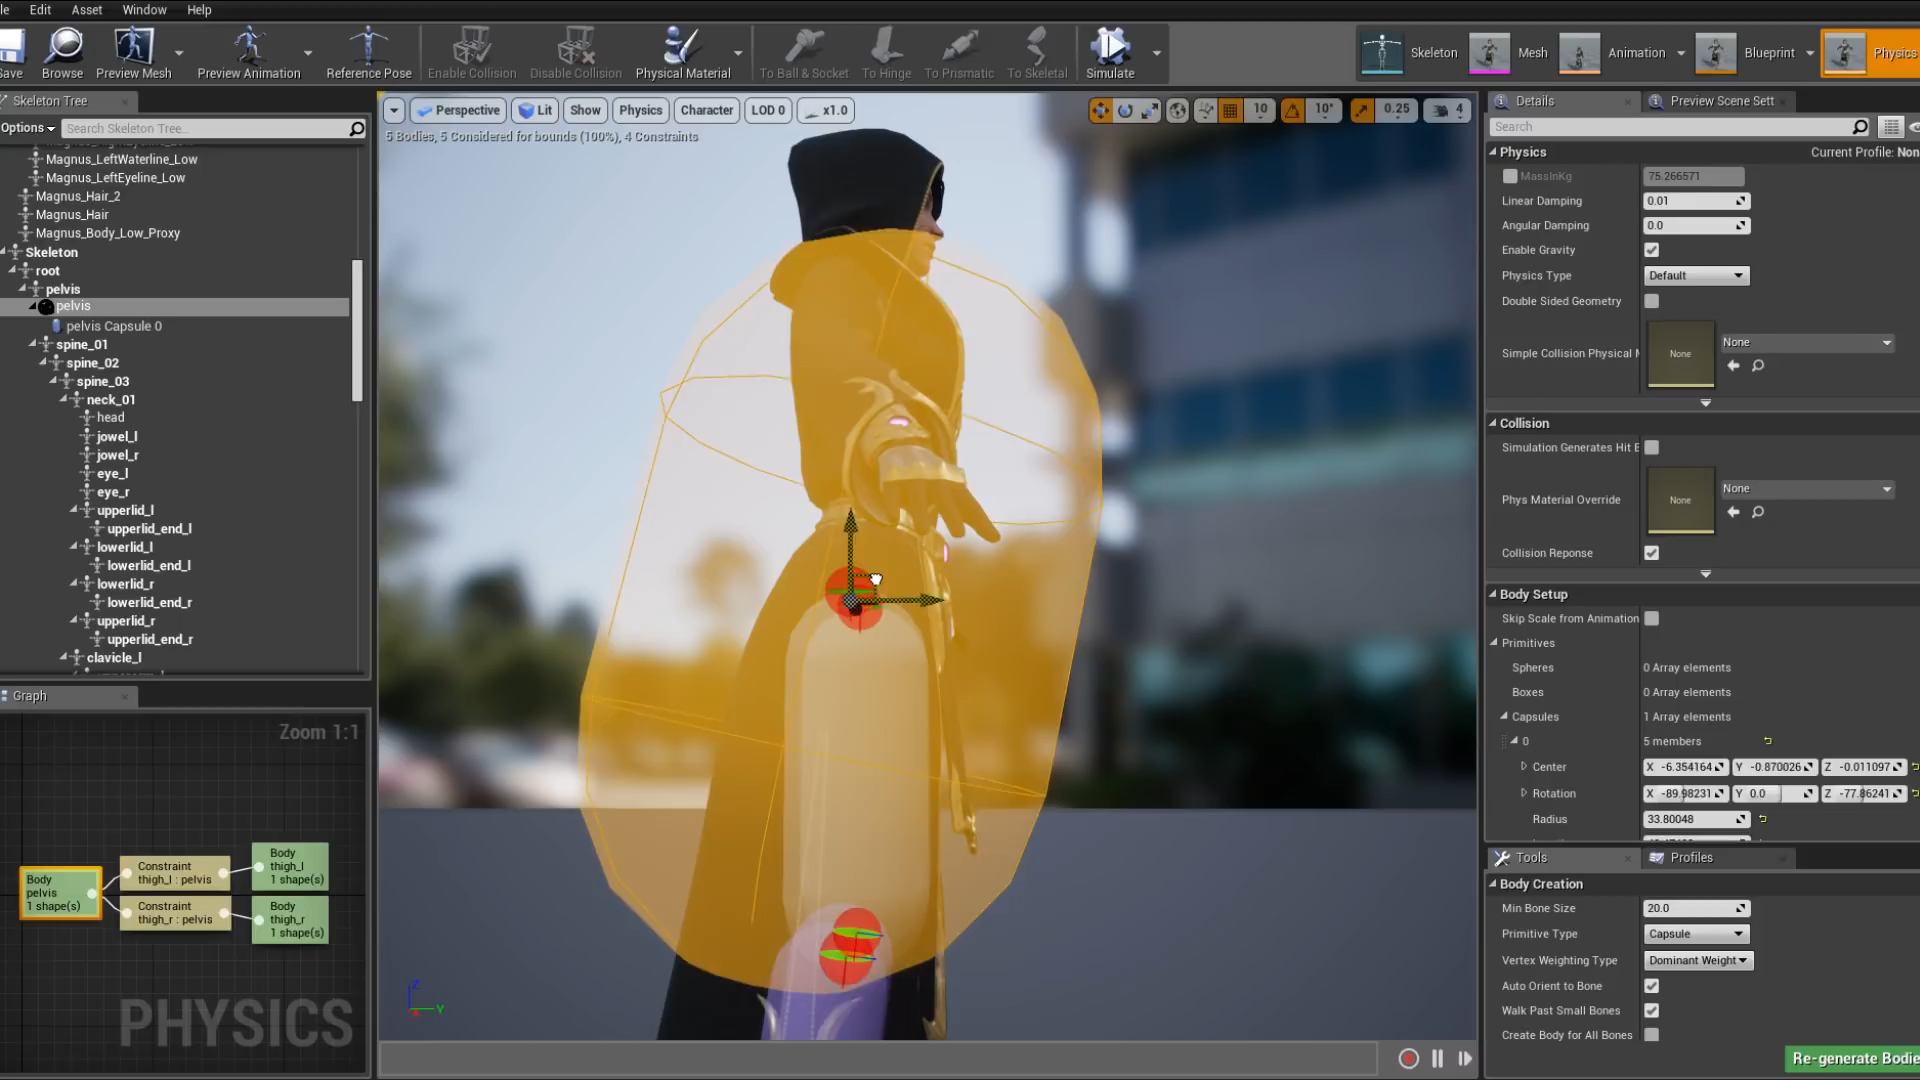 le Edit Asset Window Help
Save Browse Preview Mesh Preview Animation Reference Pose Enable Collision Disable Collision Physical Material To Ball & Socket To Hinge To Prismatic To Skeletal Simulate Skeleton Mesh Animation Blueprint Physics
Skeleton Tree
Options Search Skeleton Tree...
Magnus_LeftWaterline_Low
Magnus_LeftEyeline_Low
Magnus_Hair_2
Magnus_Hair
Magnus_Body_Low_Proxy
Skeleton
root
pelvis
pelvis
pelvis Capsule 0
spine_01
spine_02
spine_03
neck_01
head
jowel_l
jowel_r
eye_l
eye_r
upperlid_l
upperlid_end_l
lowerlid_l
lowerlid_end_l
lowerlid_r
lowerlid_end_r
upperlid_r
upperlid_end_r
clavicle_l
Graph
Zoom 1:1
Body
pelvis
1 shape(s)
Constraint
thigh_l : pelvis
Constraint
thigh_r : pelvis
Body
thigh_l
1 shape(s)
Body
thigh_r
1 shape(s)
PHYSICS
Perspective Lit Show Physics Character LOD 0 x1.0 10 10° 0.25 4
5 Bodies, 5 Considered for bounds (100%), 4 Constraints
Z
Y
Details Preview Scene Sett
Search
Physics Current Profile: Non
MassInKg 75.266571
Linear Damping 0.01
Angular Damping 0.0
Enable Gravity
Physics Type Default
Double Sided Geometry
Simple Collision Physical M None None
Collision
Simulation Generates Hit E
Phys Material Override None None
Collision Reponse
Body Setup
Skip Scale from Animation
Primitives
Spheres 0 Array elements
Boxes 0 Array elements
Capsules 1 Array elements
0 5 members
Center X -6.354164 Y -0.870026 Z -0.011097
Rotation X -89.98231 Y 0.0 Z -77.86241
Radius 33.80048
Tools Profiles
Body Creation
Min Bone Size 20.0
Primitive Type Capsule
Vertex Weighting Type Dominant Weight
Auto Orient to Bone
Walk Past Small Bones
Create Body for All Bones
Re-generate Bodie